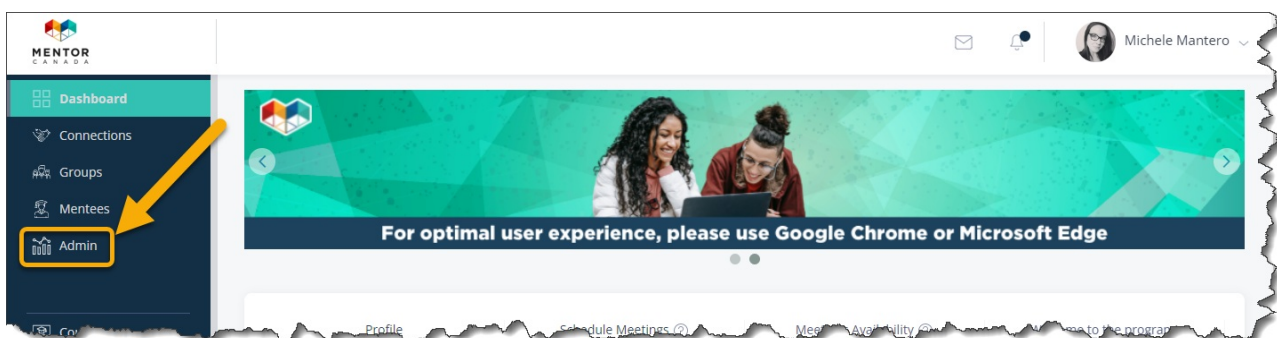 MENTOR
CANADA
Michele Mantero
Dashboard
Connections
Groups
Mentees
Admin
For optimal user experience, please use Google Chrome or Microsoft Edge
Profile
Schedule Meetings